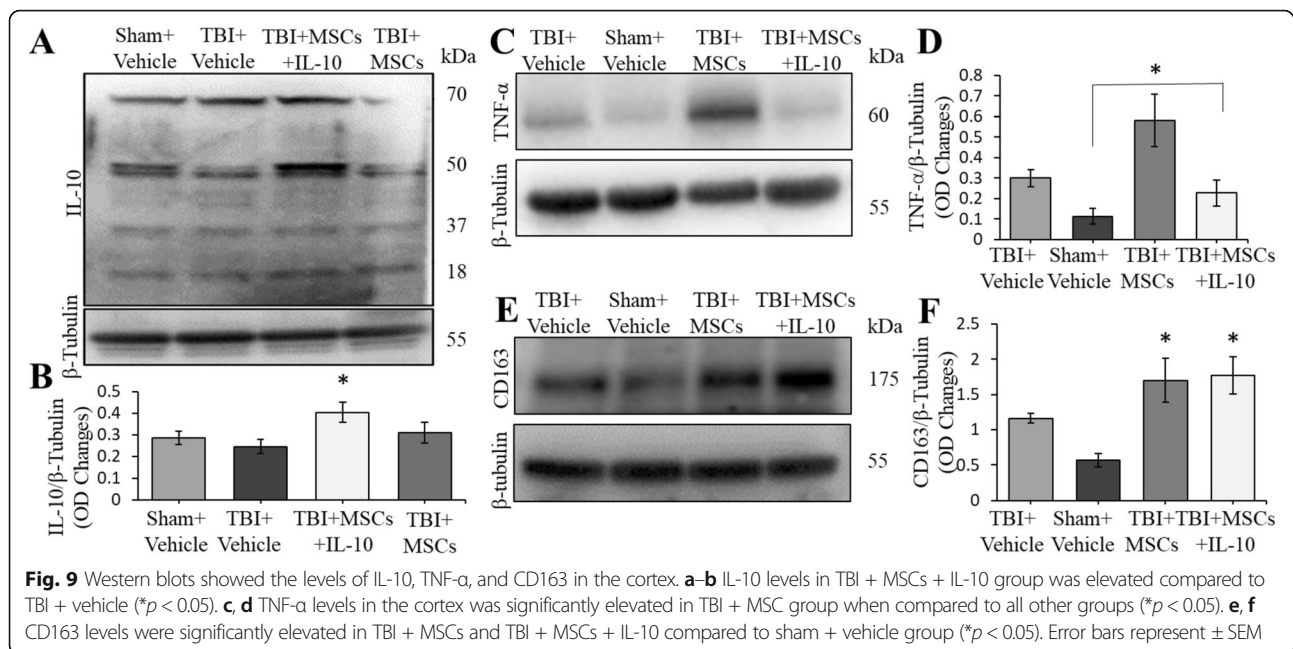 A
Sham+ TBI+ TBI+MSCs TBI+
Vehicle Vehicle +IL-10 MSCs kDa
IL-10
70
50
37
18
β-Tubulin
55
B
IL-10/β-Tubulin
(OD Changes)
0.5
0.4
0.3
0.2
0.1
0
*
Sham+ TBI+ TBI+MSCs TBI+
Vehicle Vehicle +IL-10 MSCs
C
TBI+ Sham+ TBI+ TBI+MSCs
Vehicle Vehicle MSCs +IL-10 kDa
TNF-α
60
β-Tubulin
55
D
TNF-α/β-Tubulin
(OD Changes)
0.8
0.7
0.6
0.5
0.4
0.3
0.2
0.1
0
*
TBI+ Sham+ TBI+ TBI+MSCs
Vehicle Vehicle MSCs +IL-10
E
TBI+ Sham+ TBI+ TBI+MSCs
Vehicle Vehicle MSCs +IL-10 kDa
CD163
175
β-tubulin
55
F
CD163/β-Tubulin
(OD Changes)
2.5
2
1.5
1
0.5
0
* *
TBI+ Sham+ TBI+ TBI+MSCs
Vehicle Vehicle MSCs +IL-10
Fig. 9 Western blots showed the levels of IL-10, TNF-α, and CD163 in the cortex. a–b IL-10 levels in TBI + MSCs + IL-10 group was elevated compared to
TBI + vehicle (*p < 0.05). c, d TNF-α levels in the cortex was significantly elevated in TBI + MSC group when compared to all other groups (*p < 0.05). e, f
CD163 levels were significantly elevated in TBI + MSCs and TBI + MSCs + IL-10 compared to sham + vehicle group (*p < 0.05). Error bars represent ± SEM